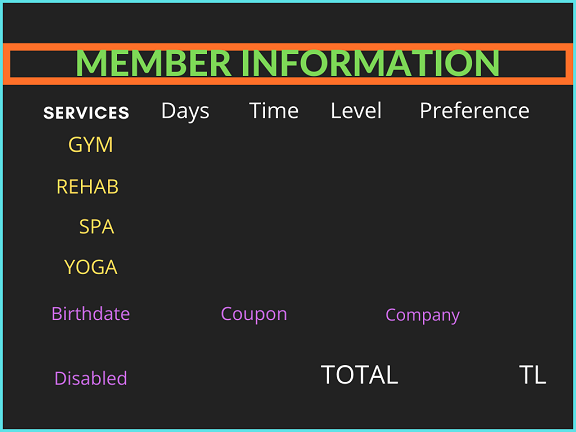 MEMBER INFORMATION
SERVICES Days Time Level Preference
GYM
REHAB
SPA
YOGA
Birthdate Coupon Company
Disabled TOTAL TL